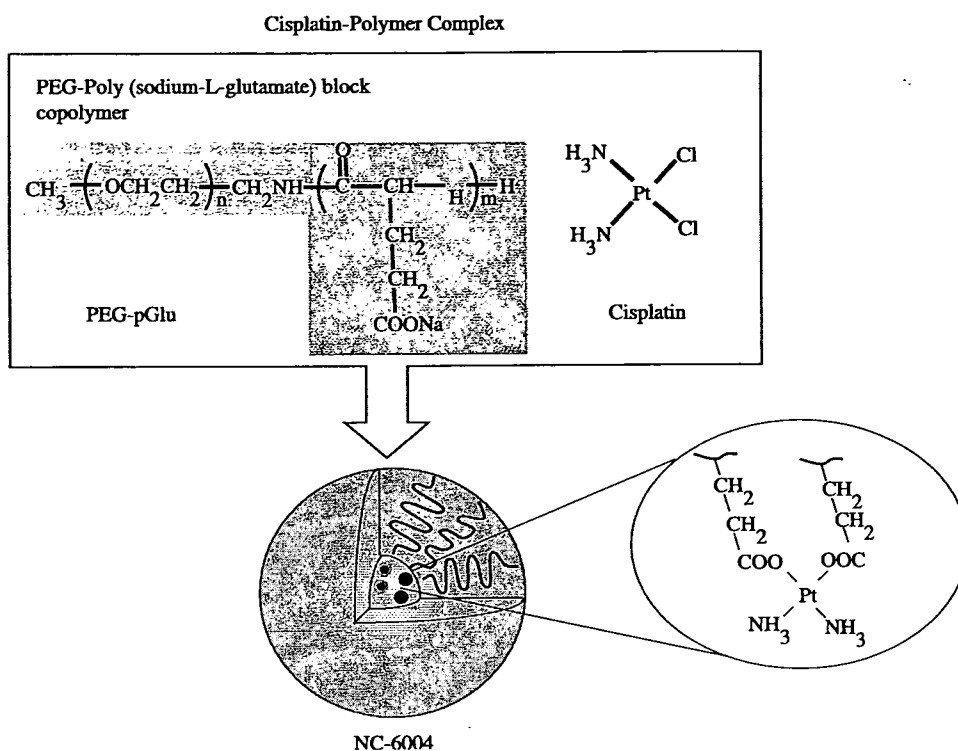 Cisplatin-Polymer Complex
PEG-Poly (sodium-L-glutamate) block
copolymer
CH3 (OCH2CH2)n CH2NH (C CH H)m H
O
CH2
CH2
COONa
PEG-pGlu
H3N Cl
Pt
H3N Cl
Cisplatin
CH2 CH2
CH2 CH2
COO OOC
Pt
NH3 NH3
NC-6004